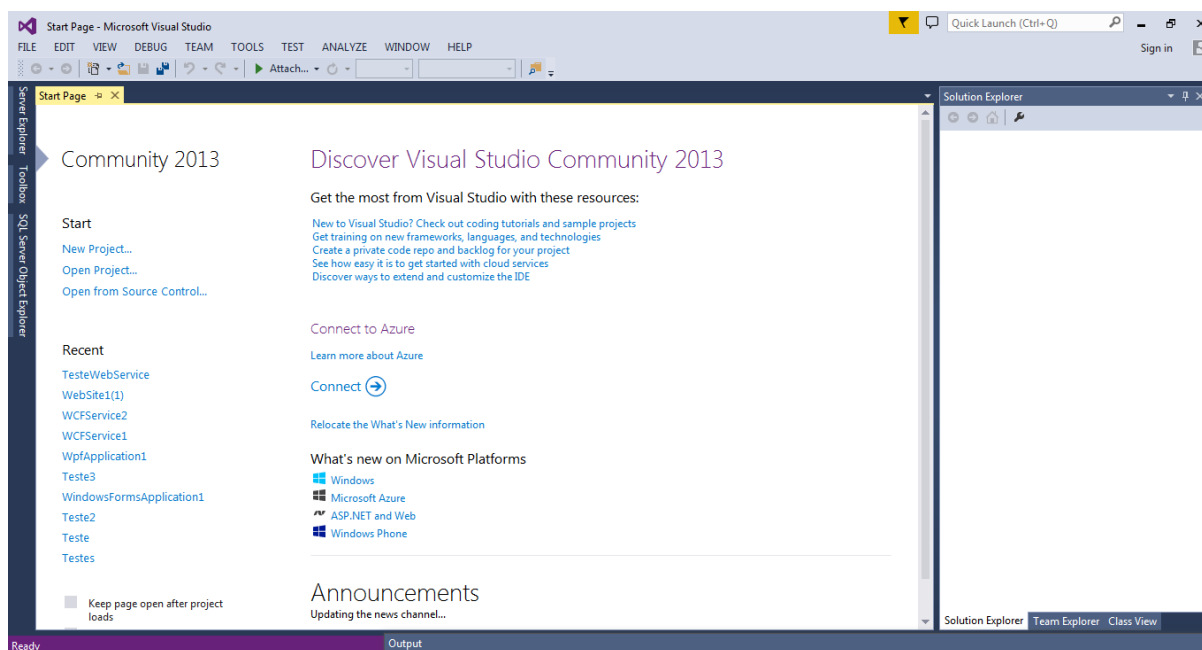 Start Page - Microsoft Visual Studio
Quick Launch (Ctrl+Q)
FILE EDIT VIEW DEBUG TEAM TOOLS TEST ANALYZE WINDOW HELP
Sign in
Attach...
Server Explorer
Toolbox
SQL Server Object Explorer
Start Page
Community 2013
Start
New Project...
Open Project...
Open from Source Control...
Recent
TesteWebService
WebSite1(1)
WCFService2
WCFService1
WpfApplication1
Teste3
WindowsFormsApplication1
Teste2
Teste
Testes
Keep page open after project
loads
Discover Visual Studio Community 2013
Get the most from Visual Studio with these resources:
New to Visual Studio? Check out coding tutorials and sample projects
Get training on new frameworks, languages, and technologies
Create a private code repo and backlog for your project
See how easy it is to get started with cloud services
Discover ways to extend and customize the IDE
Connect to Azure
Learn more about Azure
Connect
Relocate the What's New information
What's new on Microsoft Platforms
Windows
Microsoft Azure
ASP.NET and Web
Windows Phone
Announcements
Updating the news channel...
Solution Explorer
Solution Explorer Team Explorer Class View
Ready
Output